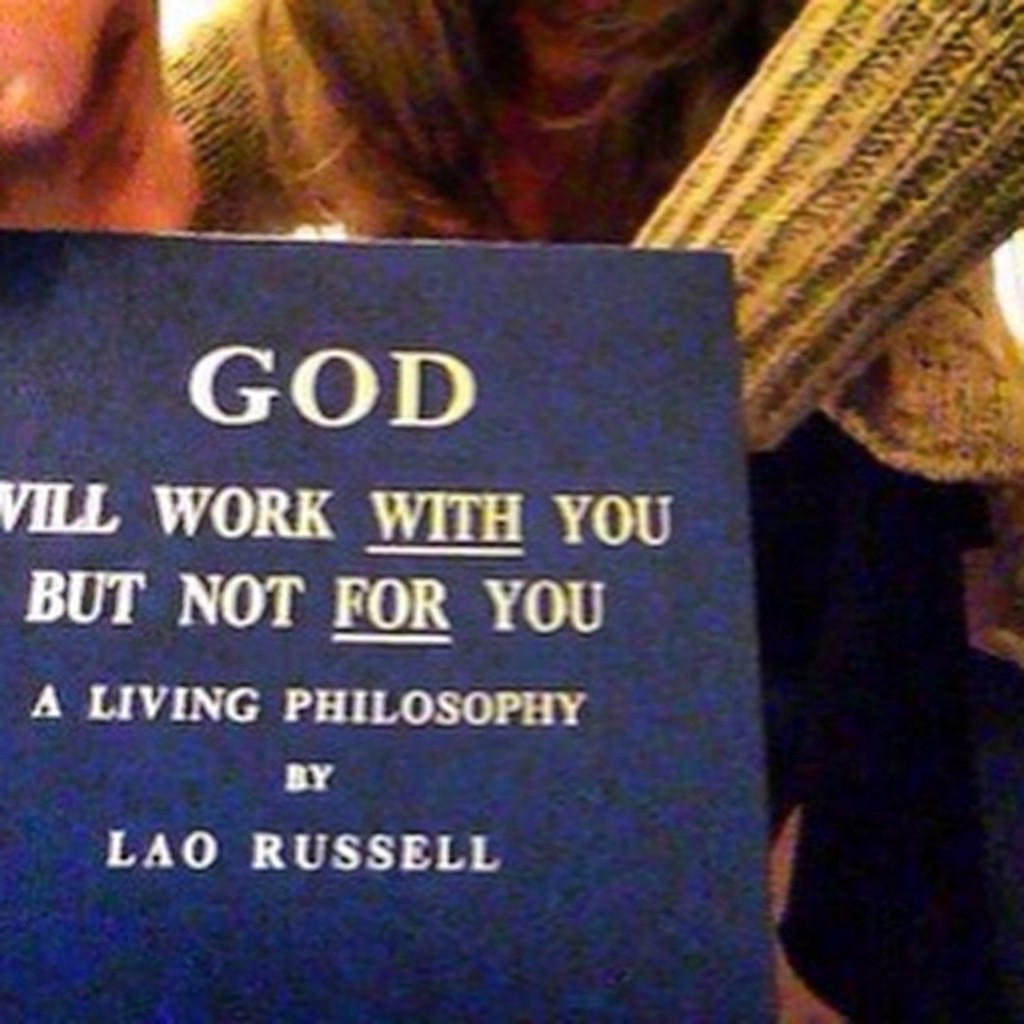 GOD
WILL WORK WITH YOU
BUT NOT FOR YOU
A LIVING PHILOSOPHY
BY
LAO RUSSELL